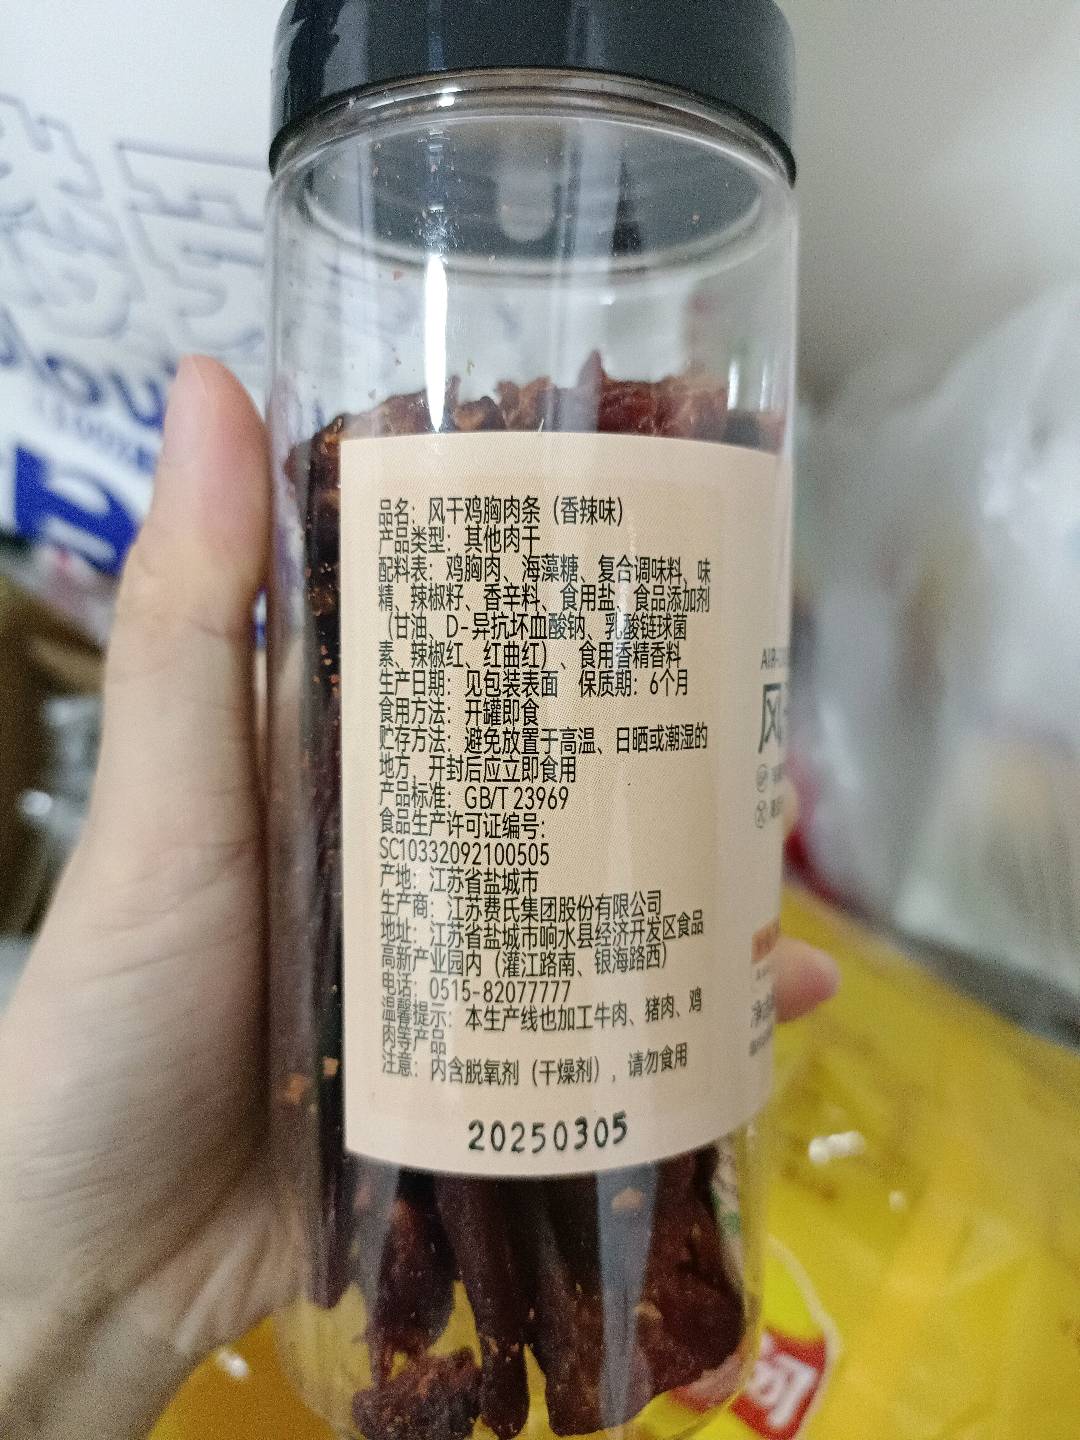 品名：风干鸡胸肉条（香辣味）
产品类型：其他肉干
配料表：鸡胸肉、海藻糖、复合调味料、味
精、辣椒籽、香辛料、食用盐、食品添加剂
（甘油、D-异抗坏血酸钠、乳酸链球菌
素、辣椒红、红曲红）、食用香精香料
生产日期：见包装表面 保质期：6个月
食用方法：开罐即食
贮存方法：避免放置于高温、日晒或潮湿的
地方，开封后应立即食用
产品标准：GB/T 23969
食品生产许可证编号：
SC10332092100505
产地：江苏省盐城市
生产商：江苏费氏集团股份有限公司
地址：江苏省盐城市响水县经济开发区食品
高新产业园内（灌江路南、银海路西）
电话：0515-82077777
温馨提示：本生产线也加工牛肉、猪肉、鸡
肉等产品
注意：内含脱氧剂（干燥剂），请勿食用
20250305
AIR-
风